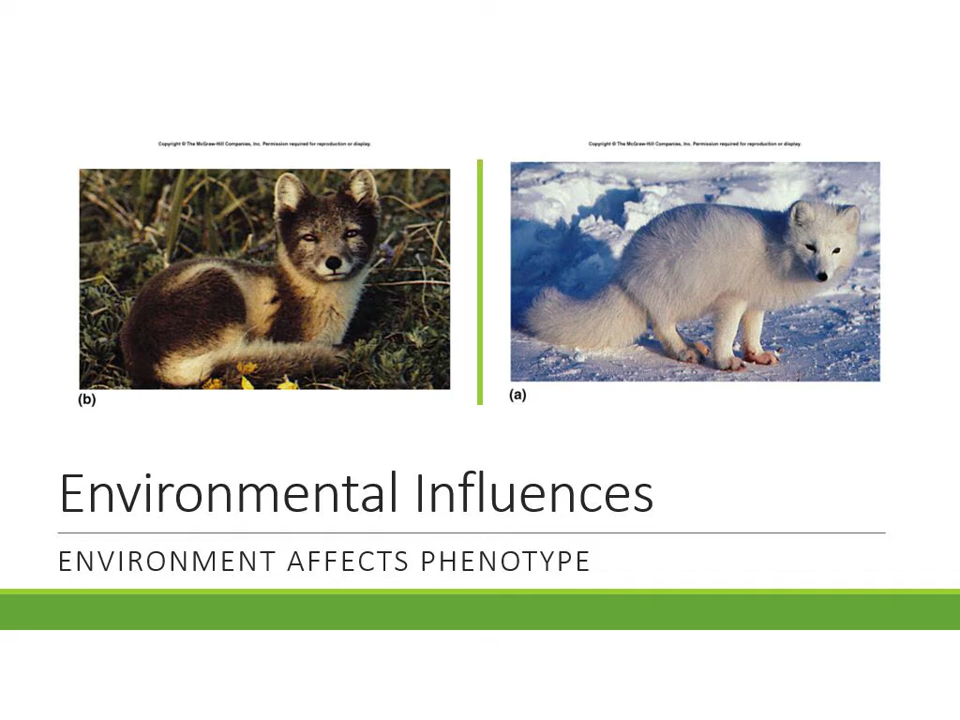 Copyright © The McGraw-Hill Companies, Inc. Permission required for reproduction or display.
Copyright © The McGraw-Hill Companies, Inc. Permission required for reproduction or display.
(b)
(a)
Environmental Influences
ENVIRONMENT AFFECTS PHENOTYPE